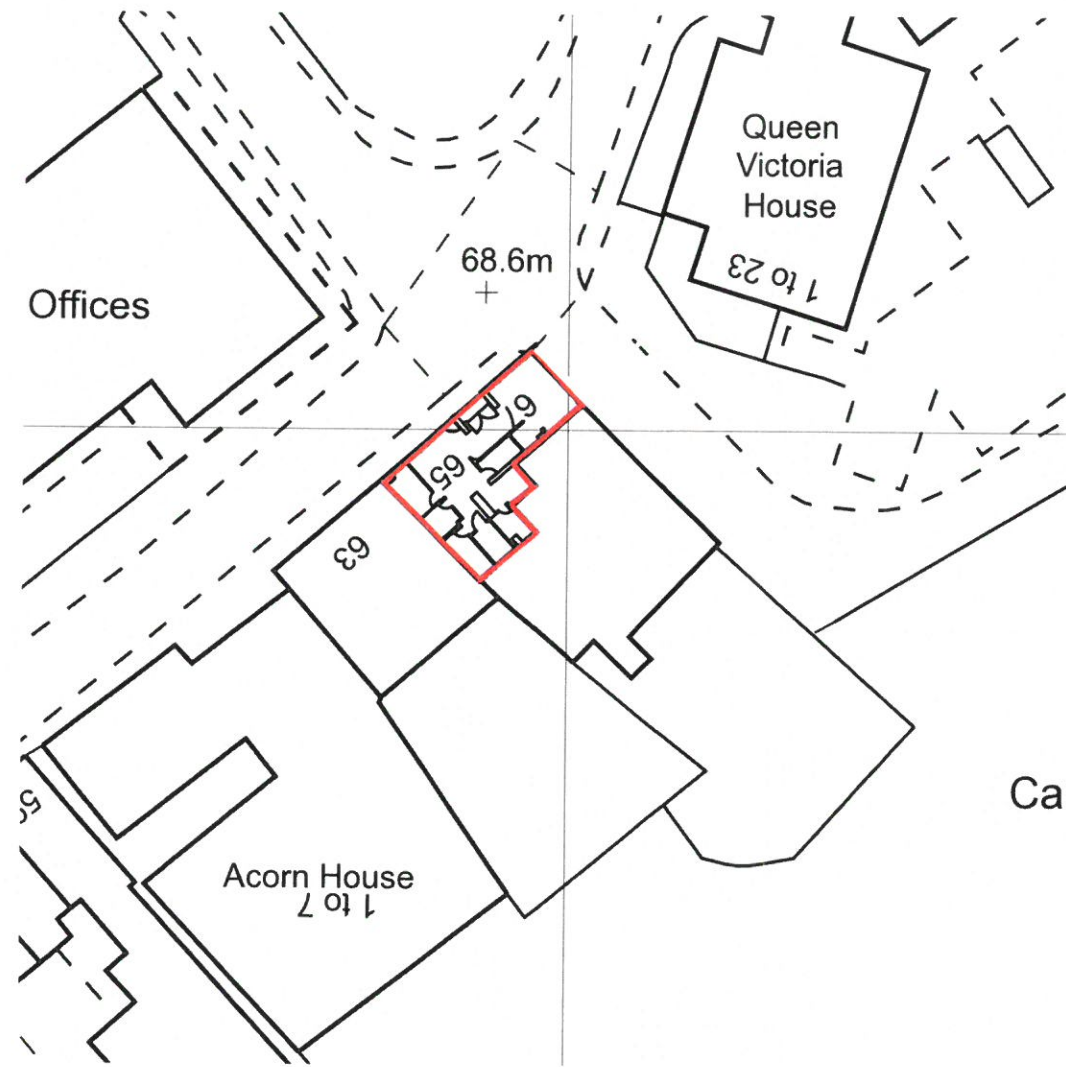 Queen
Victoria
House
1 to 23
68.6m
Offices
67
65
63
Ca
Acorn House
1 to 7